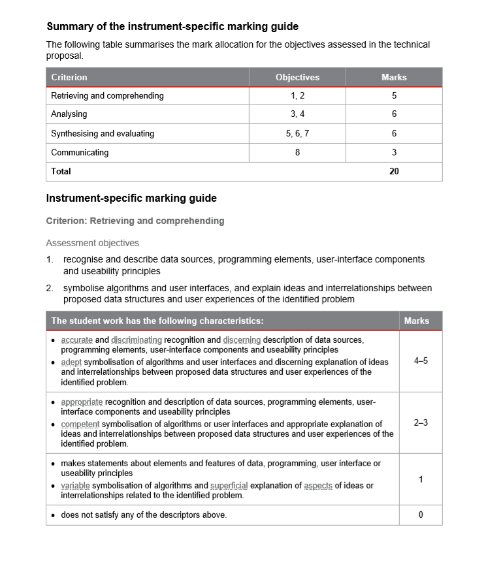 Summary of the instrument-specific marking guide
The following table summarises the mark allocation for the objectives assessed in the technical
proposal.
Criterion Objectives Marks
Retrieving and comprehending 1, 2 5
Analysing 3, 4 6
Synthesising and evaluating 5, 6, 7 6
Communicating 8 3
Total 20
Instrument-specific marking guide
Criterion: Retrieving and comprehending
Assessment objectives
1. recognise and describe data sources, programming elements, user-interface components
and useability principles
2. symbolise algorithms and user interfaces, and explain ideas and interrelationships between
proposed data structures and user experiences of the identified problem
The student work has the following characteristics: Marks
• accurate and discriminating recognition and discerning description of data sources,
programming elements, user-interface components and useability principles
• adept symbolisation of algorithms and user interfaces and discerning explanation of ideas
and interrelationships between proposed data structures and user experiences of the
identified problem.
4–5
• appropriate recognition and description of data sources, programming elements, user-
interface components and useability principles
• competent symbolisation of algorithms or user interfaces and appropriate explanation of
ideas and interrelationships between proposed data structures and user experiences of the
identified problem.
2–3
• makes statements about elements and features of data, programming, user interface or
useability principles
• variable symbolisation of algorithms and superficial explanation of aspects of ideas or
interrelationships related to the identified problem.
1
• does not satisfy any of the descriptors above. 0